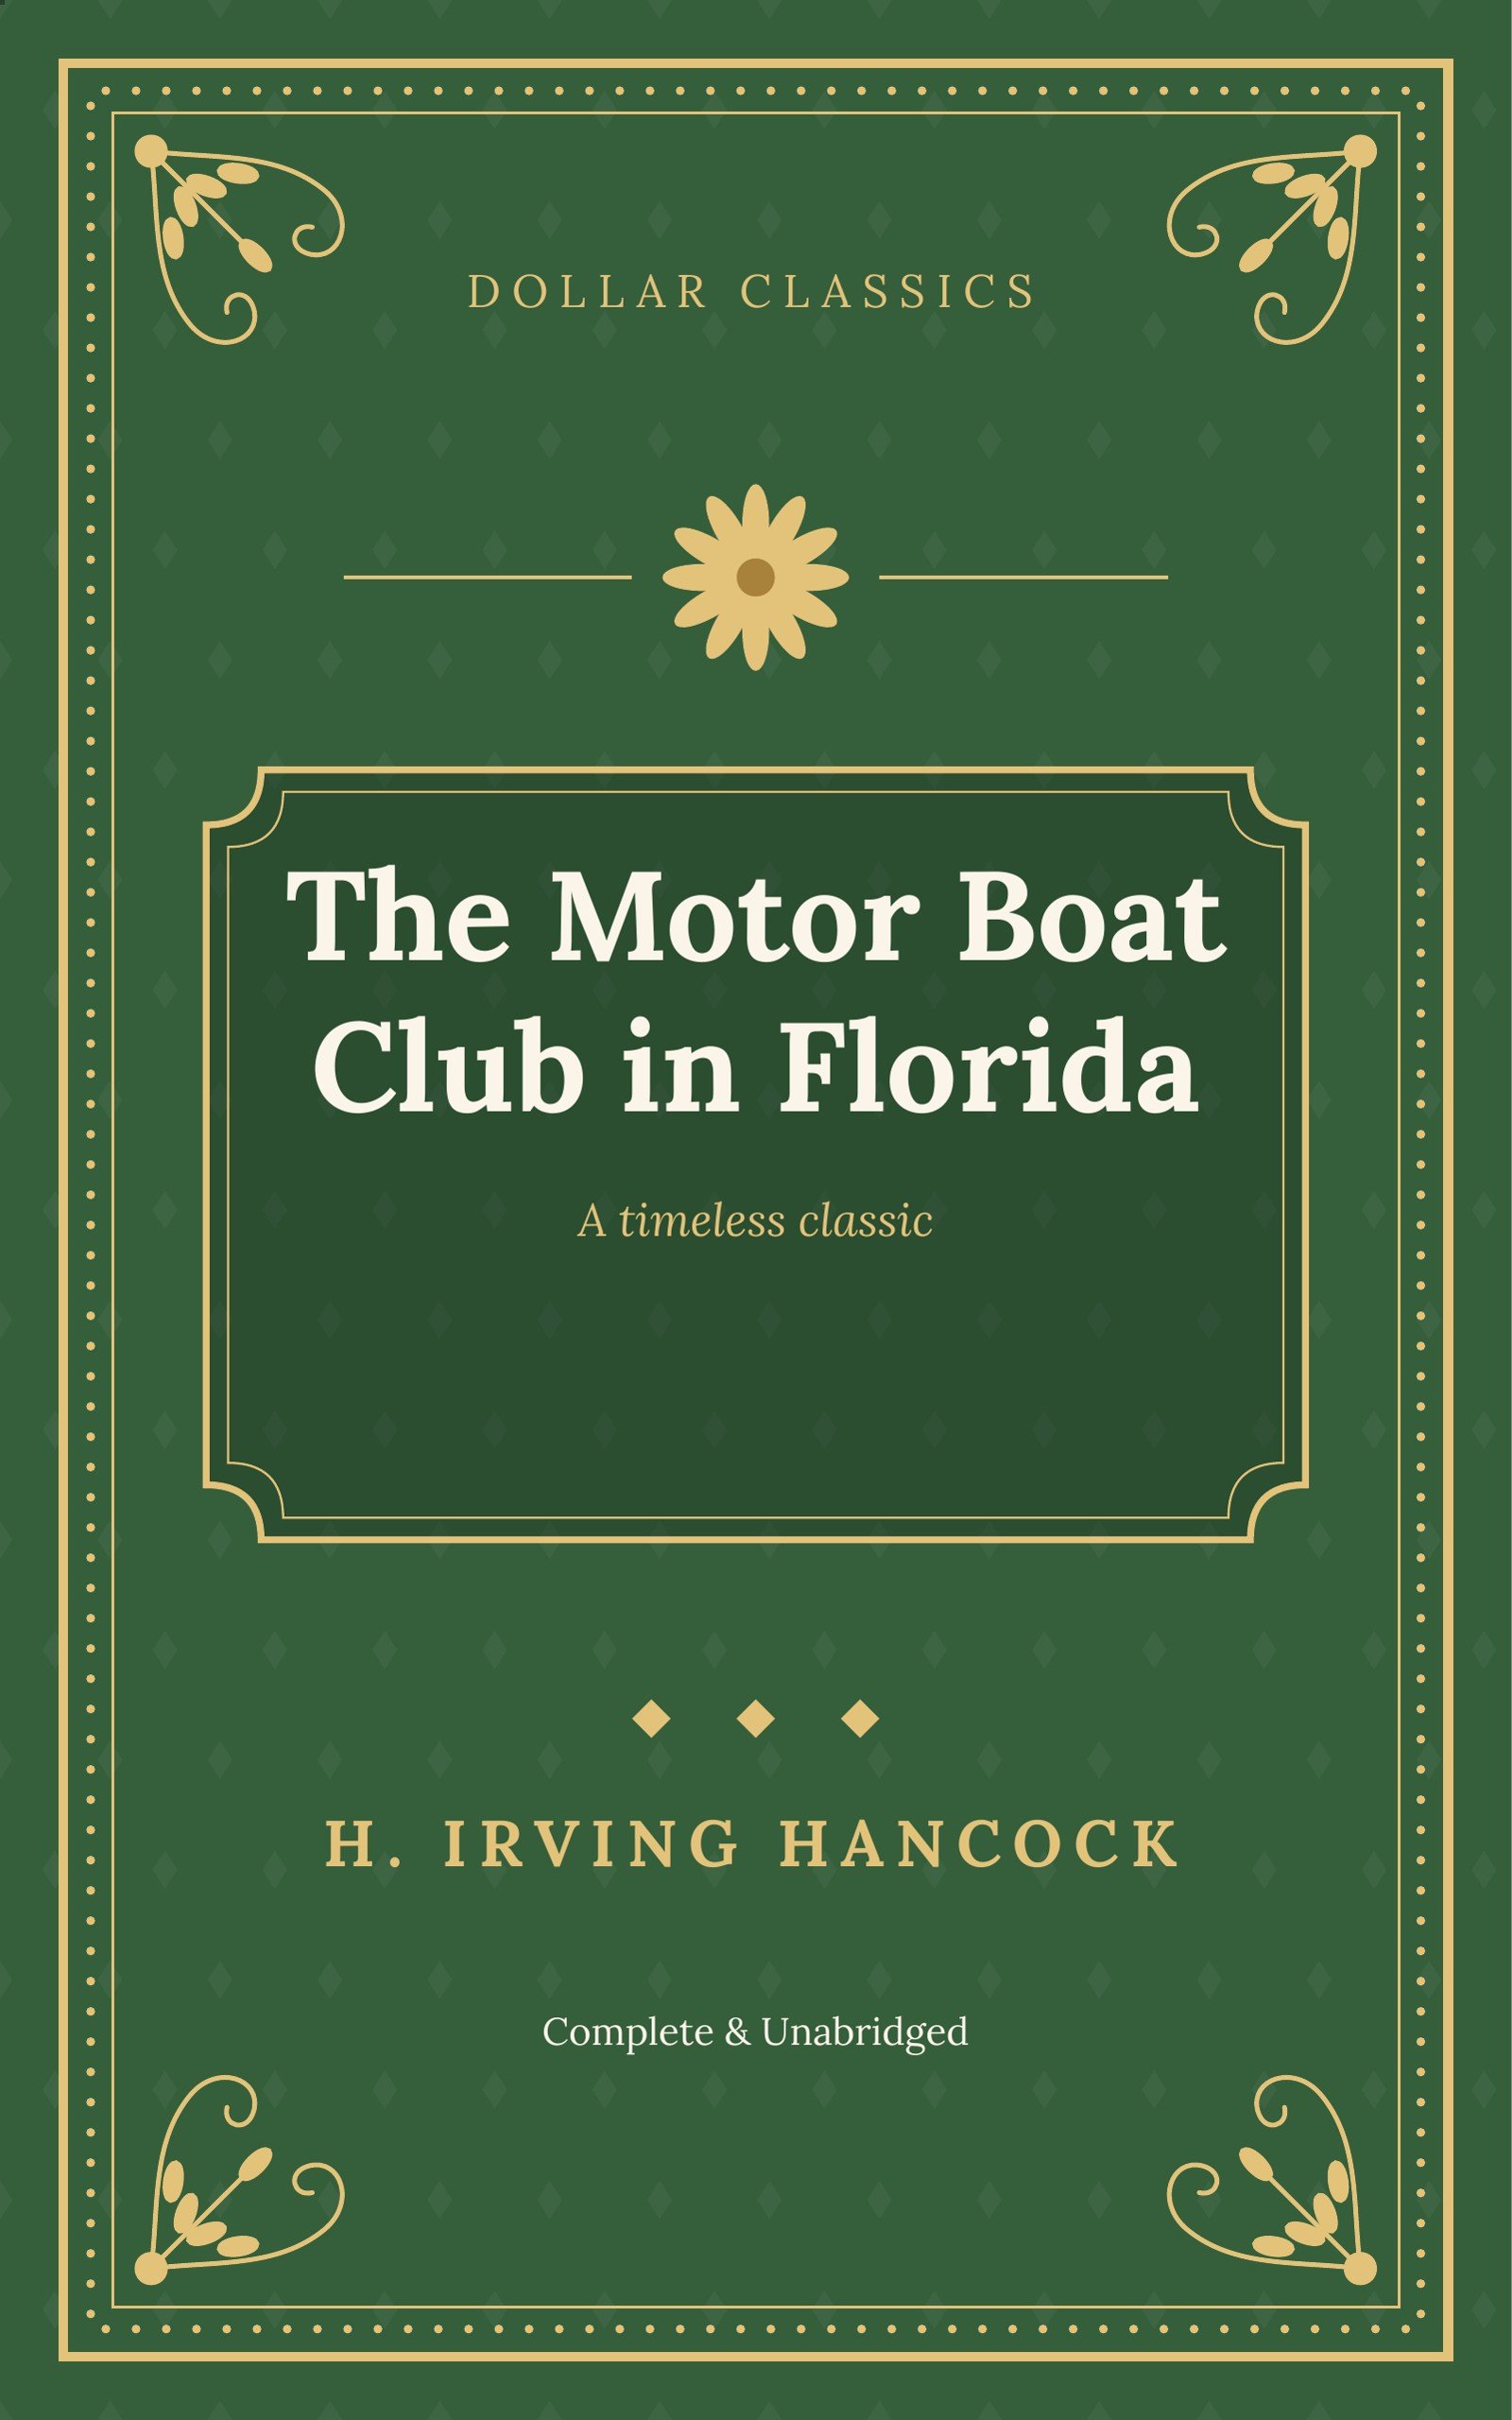 DOLLAR CLASSICS
The Motor Boat
Club in Florida
A timeless classic
H. IRVING HANCOCK
Complete & Unabridged